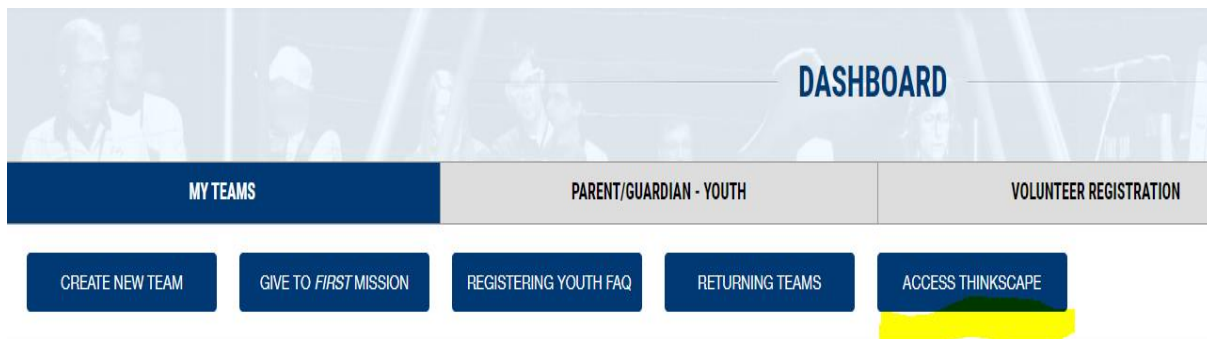 DASHBOARD
MY TEAMS
PARENT/GUARDIAN - YOUTH
VOLUNTEER REGISTRATION
CREATE NEW TEAM
GIVE TO FIRST MISSION
REGISTERING YOUTH FAQ
RETURNING TEAMS
ACCESS THINKSCAPE